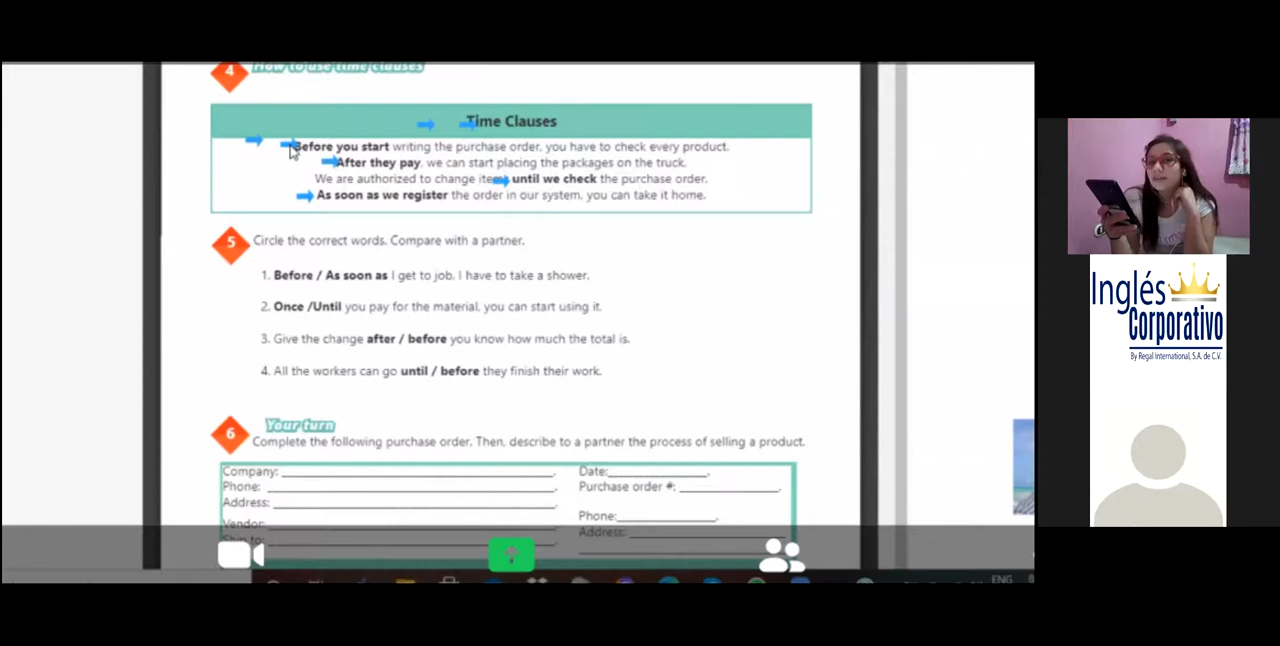 4 How to use time clauses
Time Clauses
Before you start writing the purchase order, you have to check every product.
After they pay, we can start placing the packages on the truck.
We are authorized to change items until we check the purchase order.
As soon as we register the order in our system, you can take it home.
5 Circle the correct words. Compare with a partner.
1. Before / As soon as I get to job, I have to take a shower.
2. Once /Until you pay for the material, you can start using it.
3. Give the change after / before you know how much the total is.
4. All the workers can go until / before they finish their work.
6 Your turn
Complete the following purchase order. Then, describe to a partner the process of selling a product.
Company: Date:
Phone: Purchase order #:
Address:
Phone:
Vendor: Address:
Ship to:
ENG
Inglés
Corporativo
By Regal International, S.A. de C.V.